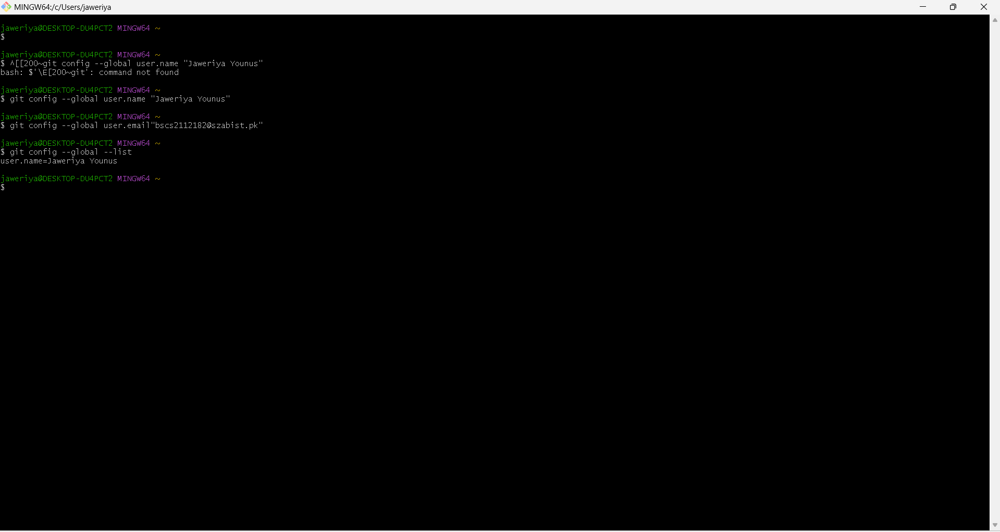 MINGW64:/c/Users/jaweriya
jaweriya@DESKTOP-DU4PCT2 MINGW64 ~
$
jaweriya@DESKTOP-DU4PCT2 MINGW64 ~
$ ^[[200~git config --global user.name "Jaweriya Younus"
bash: $'\E[200~git': command not found
jaweriya@DESKTOP-DU4PCT2 MINGW64 ~
$ git config --global user.name "Jaweriya Younus"
jaweriya@DESKTOP-DU4PCT2 MINGW64 ~
$ git config --global user.email"bscs2112182@szabist.pk"
jaweriya@DESKTOP-DU4PCT2 MINGW64 ~
$ git config --global --list
user.name=Jaweriya Younus
jaweriya@DESKTOP-DU4PCT2 MINGW64 ~
$